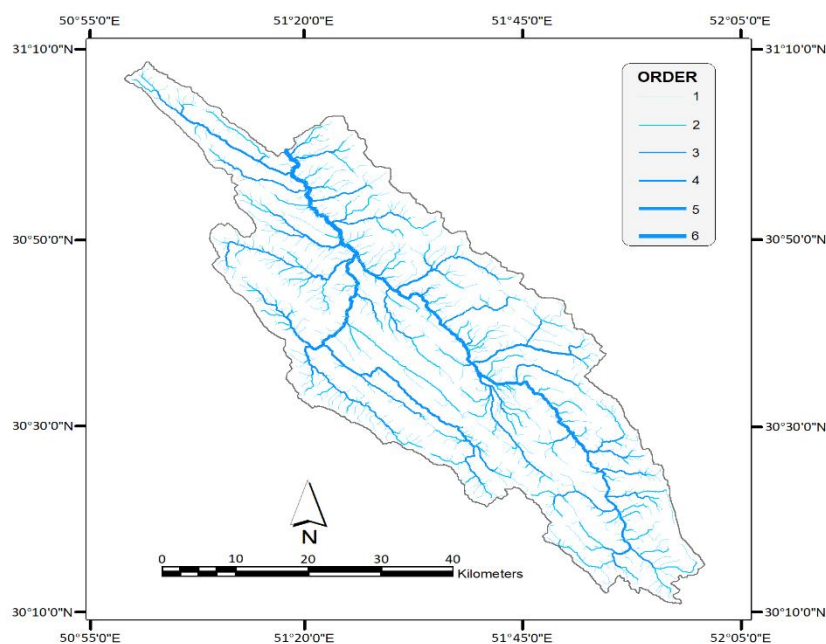 50°55'0"E 51°20'0"E 51°45'0"E 52°05'0"E
31°10'0"N 31°10'0"N
ORDER
1
2
3
4
5
6
30°50'0"N 30°50'0"N
30°30'0"N 30°30'0"N
N
0 10 20 30 40
Kilometers
30°10'0"N 30°10'0"N
50°55'0"E 51°20'0"E 51°45'0"E 52°05'0"E